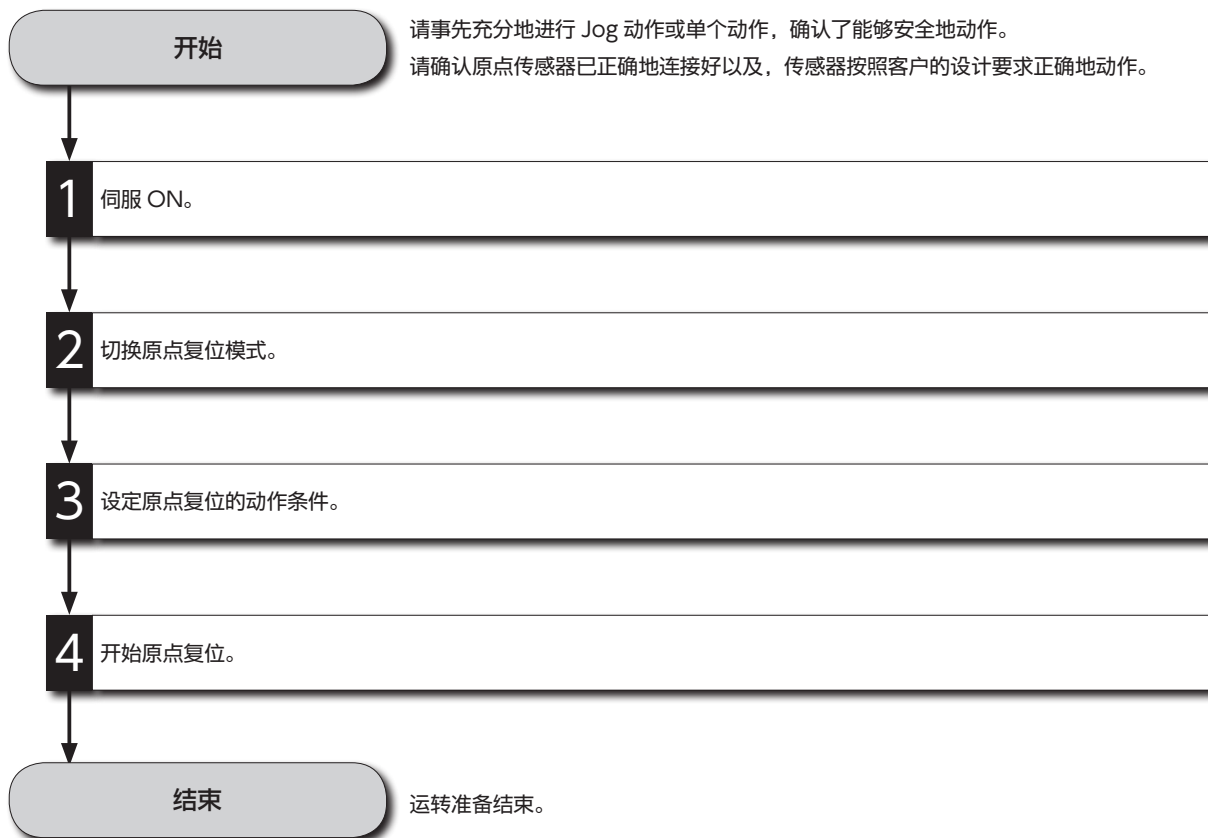 开始
请事先充分地进行 Jog 动作或单个动作，确认了能够安全地动作。
请确认原点传感器已正确地连接好以及，传感器按照客户的设计要求正确地动作。
1 伺服 ON。
2 切换原点复位模式。
3 设定原点复位的动作条件。
4 开始原点复位。
结束
运转准备结束。